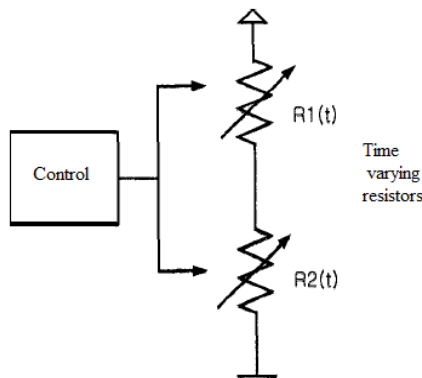 R1(t)
Control
Time
varying
resistors
R2(t)